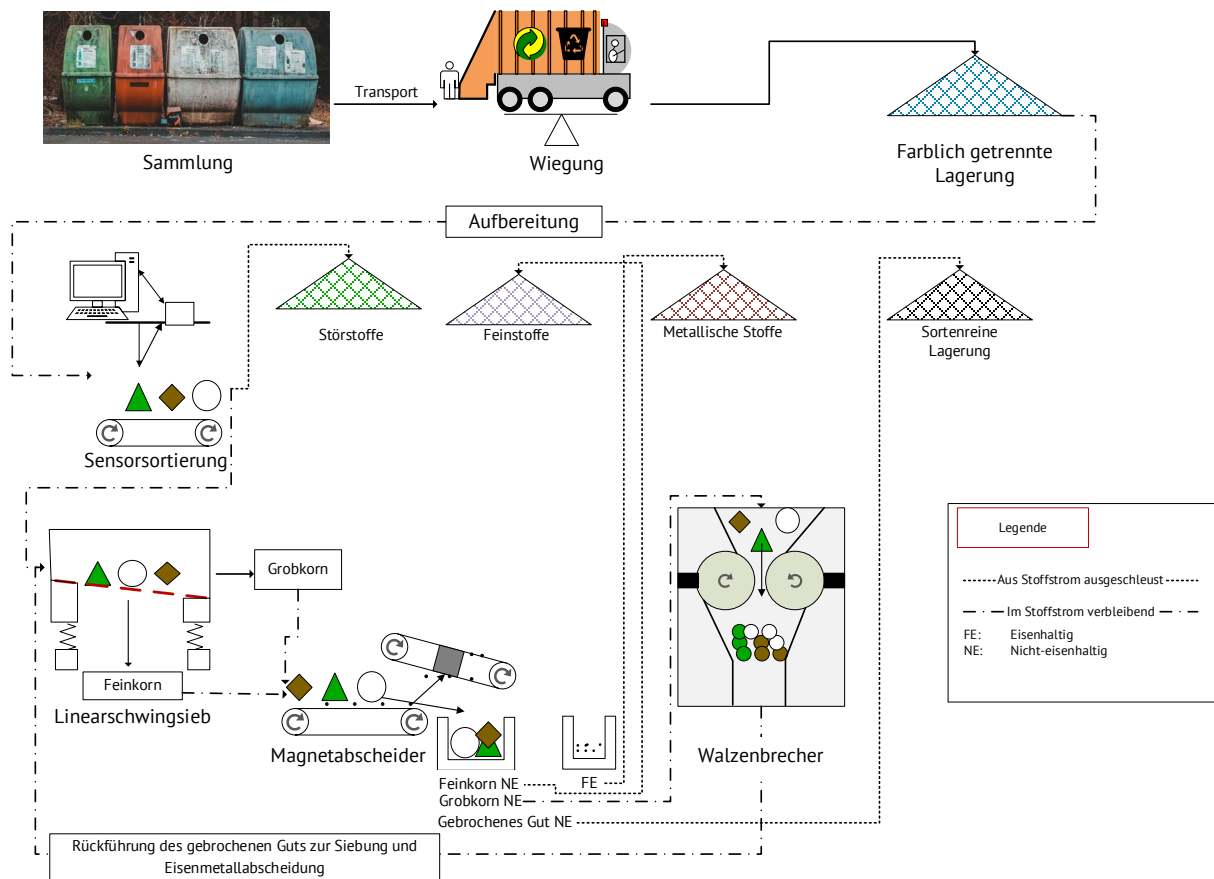 Transport
Sammlung
Wiegung
Farblich getrennte
Lagerung
Aufbereitung
Störstoffe
Feinstoffe
Metallische Stoffe
Sortenreine
Lagerung
Sensorsortierung
Grobkorn
Feinkorn
Linearschwingsieb
Magnetabscheider
Walzenbrecher
Feinkorn NE
FE
Grobkorn NE
Gebrochenes Gut NE
Rückführung des gebrochenen Guts zur Siebung und
Eisenmetallabscheidung
Legende
Aus Stoffstrom ausgeschleust
Im Stoffstrom verbleibend
FE: Eisenhaltig
NE: Nicht-eisenhaltig